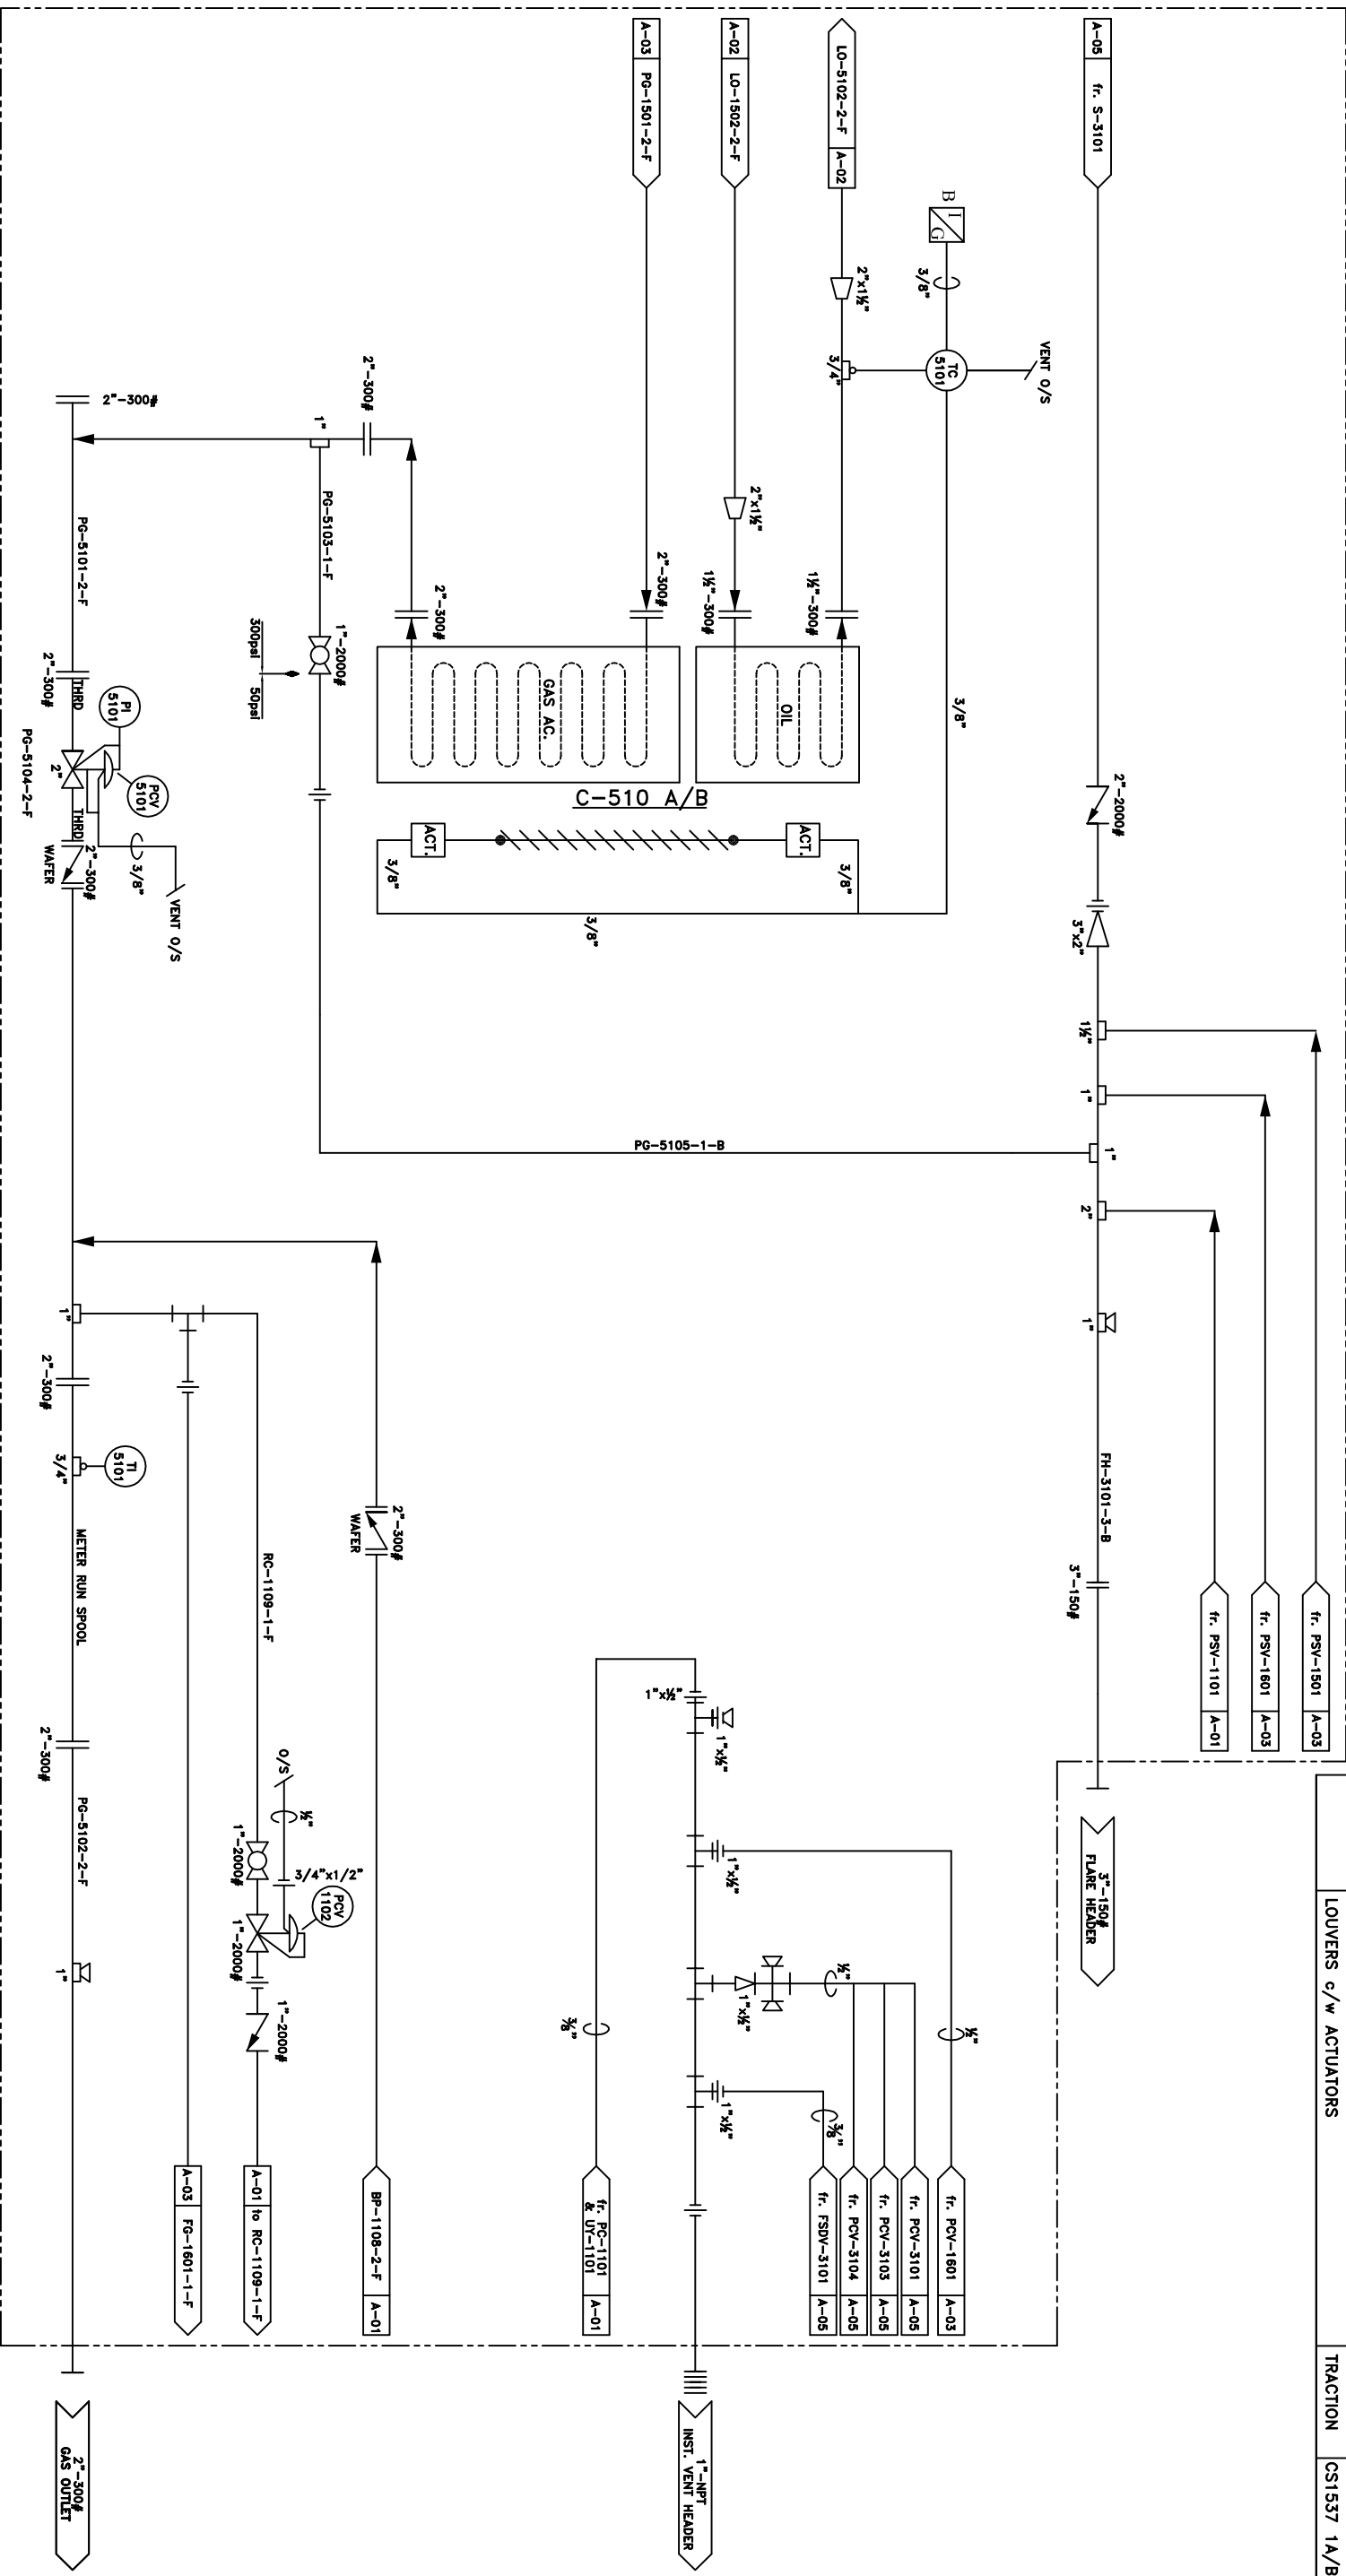 LOUVERS c/w ACTUATORS
TRACTION
CS1537 1A/B
fr. PSV-1501
A-03
fr. PSV-1601
A-03
fr. PSV-1101
A-01
A-05
fr. S-3101
2"-2000#
3"x2"
1½"
1"
1"
2"
1"
FH-3101-3-B
3"-150#
3"-150#
FLARE HEADER
VENT O/S
B
I
G
3/8"
TC
5101
3/8"
LO-5102-2-F
A-02
2"x1½"
3/4"
1½"-300#
A-02
LO-1502-2-F
2"x1½"
1½"-300#
OIL
A-03
PG-1501-2-F
2"-300#
GAS AC.
C-510 A/B
2"-300#
2"-300#
ACT.
ACT.
3/8"
3/8"
3/8"
PG-5105-1-B
1"
PG-5103-1-F
1"-2000#
300psi
50psi
2"-300#
PG-5101-2-F
2"-300#
THRD
PI
5101
2"
PCV
5101
THRD
PG-5104-2-F
3/8"
VENT O/S
2"-300#
WAFER
fr. PCV-1601
A-03
fr. PCV-3101
A-05
fr. PCV-3103
A-05
fr. PCV-3104
A-05
fr. FSDV-3101
A-05
½"
½"
3/8"
1"x½"
1"x½"
1"x½"
1"x½"
1"x½"
1"-NPT
INST. VENT HEADER
3/8"
fr. PC-1101
& UY-1101
A-01
2"-300#
WAFER
BP-1108-2-F
A-01
RC-1109-1-F
O/S
½"
3/4"x1/2"
PCV
1102
1"-2000#
1"-2000#
1"-2000#
A-01
to RC-1109-1-F
A-03
FG-1601-1-F
1"
2"-300#
TI
5101
3/4"
METER RUN SPOOL
2"-300#
PG-5102-2-F
1"
2"-300#
GAS OUTLET